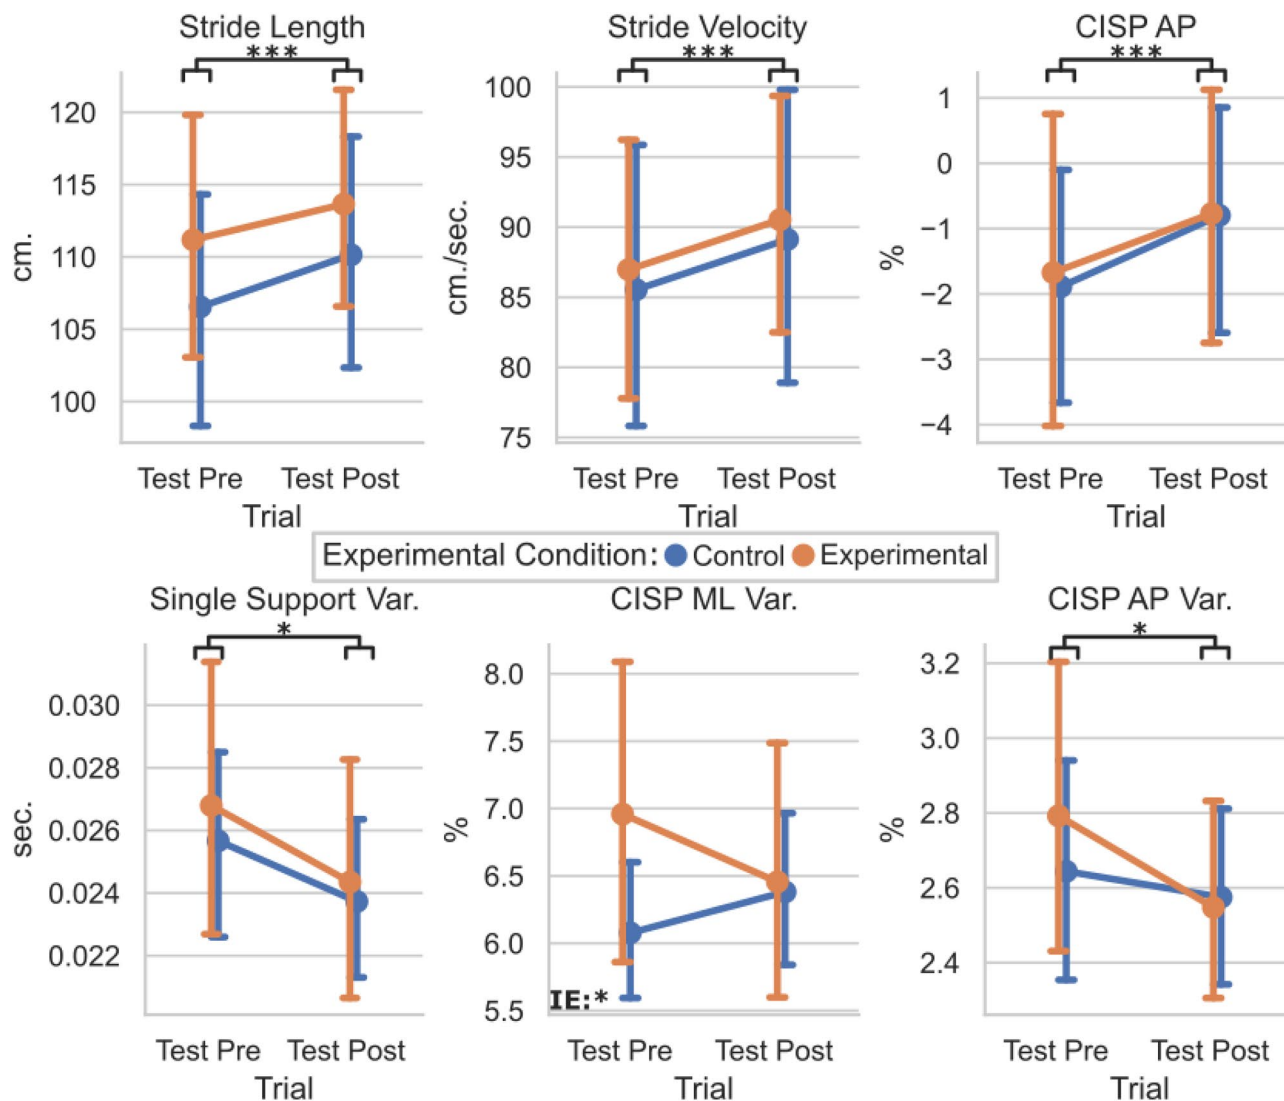 Stride Length
***
120
115
110
105
100
cm.
Test Pre Test Post
Trial
Stride Velocity
***
100
95
90
85
80
75
cm./sec.
Test Pre Test Post
Trial
CISP AP
***
1
0
−1
−2
−3
−4
%
Test Pre Test Post
Trial
Experimental Condition: Control Experimental
Single Support Var.
*
0.030
0.028
0.026
0.024
0.022
sec.
Test Pre Test Post
Trial
CISP ML Var.
8.0
7.5
7.0
6.5
6.0
5.5
%
IE:*
Test Pre Test Post
Trial
CISP AP Var.
*
3.2
3.0
2.8
2.6
2.4
%
Test Pre Test Post
Trial